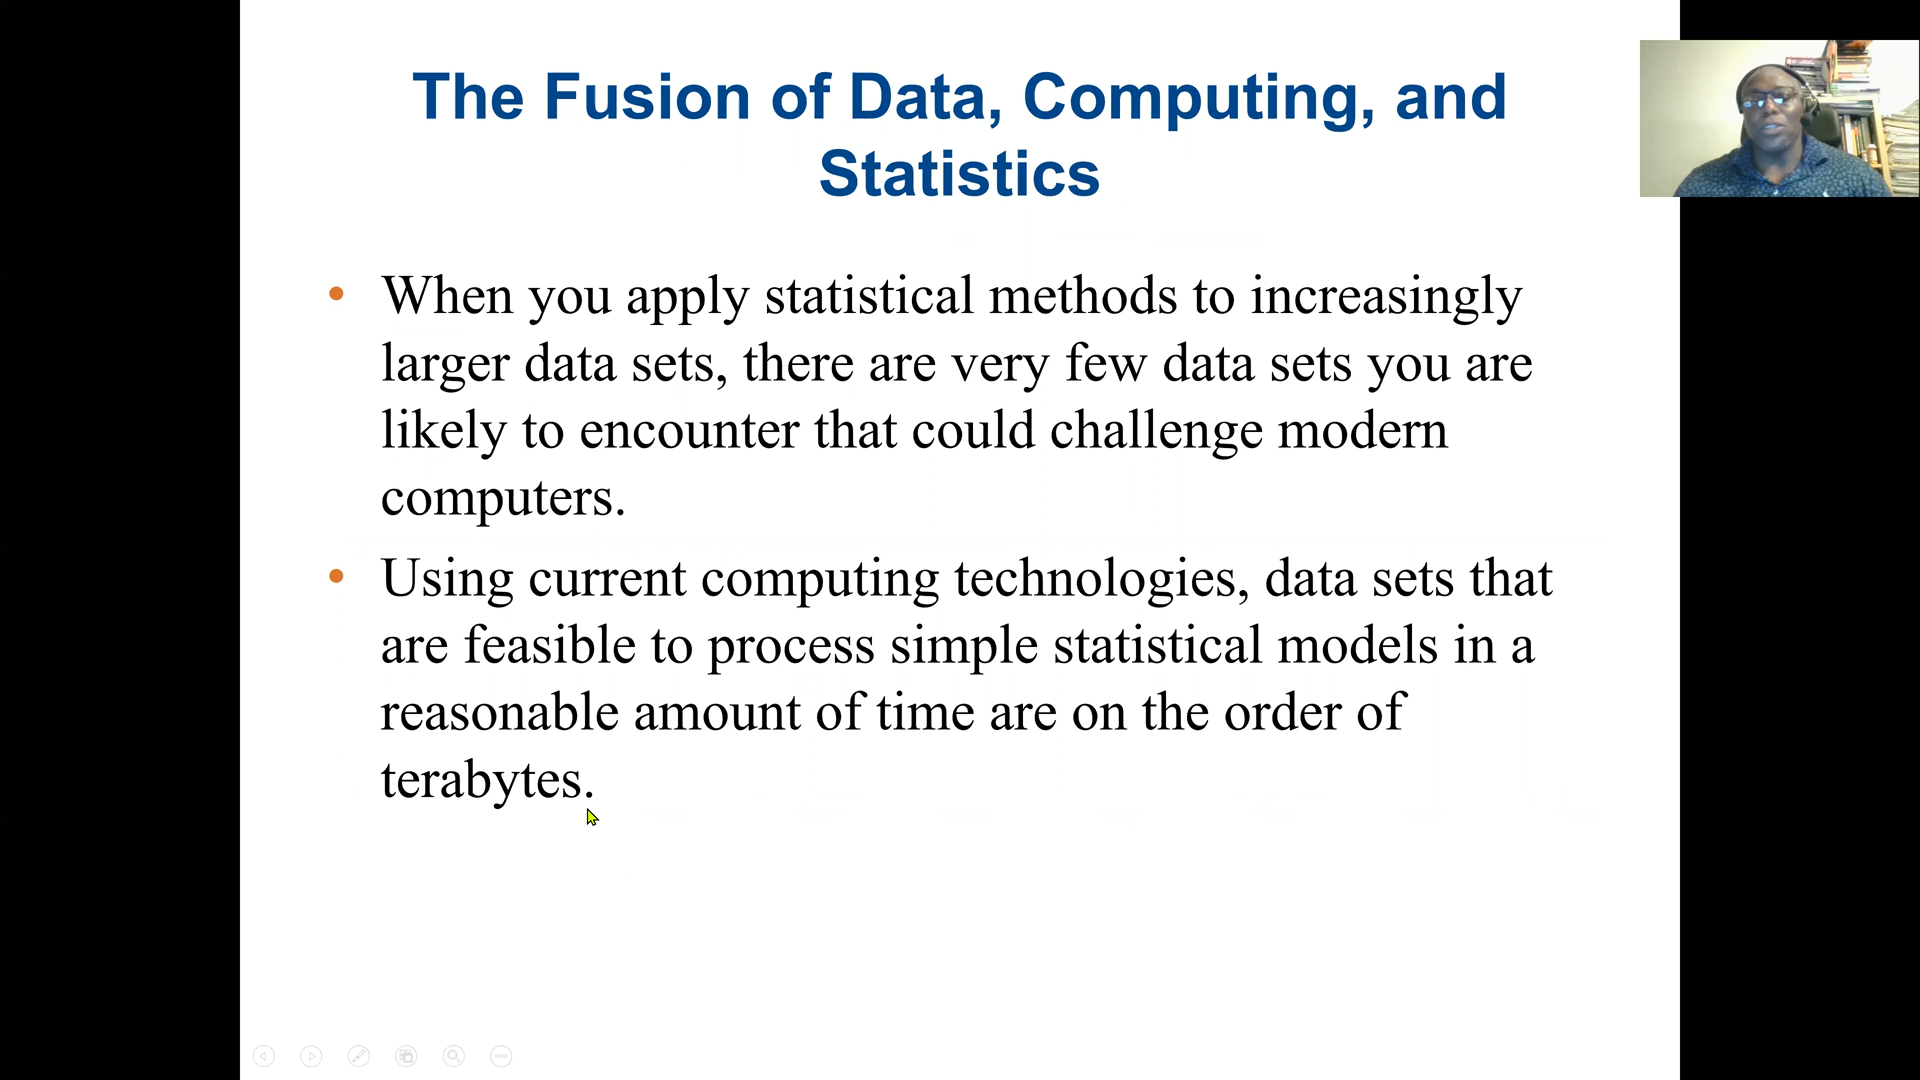 The Fusion of Data, Computing, and
Statistics
• When you apply statistical methods to increasingly
larger data sets, there are very few data sets you are
likely to encounter that could challenge modern
computers.
• Using current computing technologies, data sets that
are feasible to process simple statistical models in a
reasonable amount of time are on the order of
terabytes.